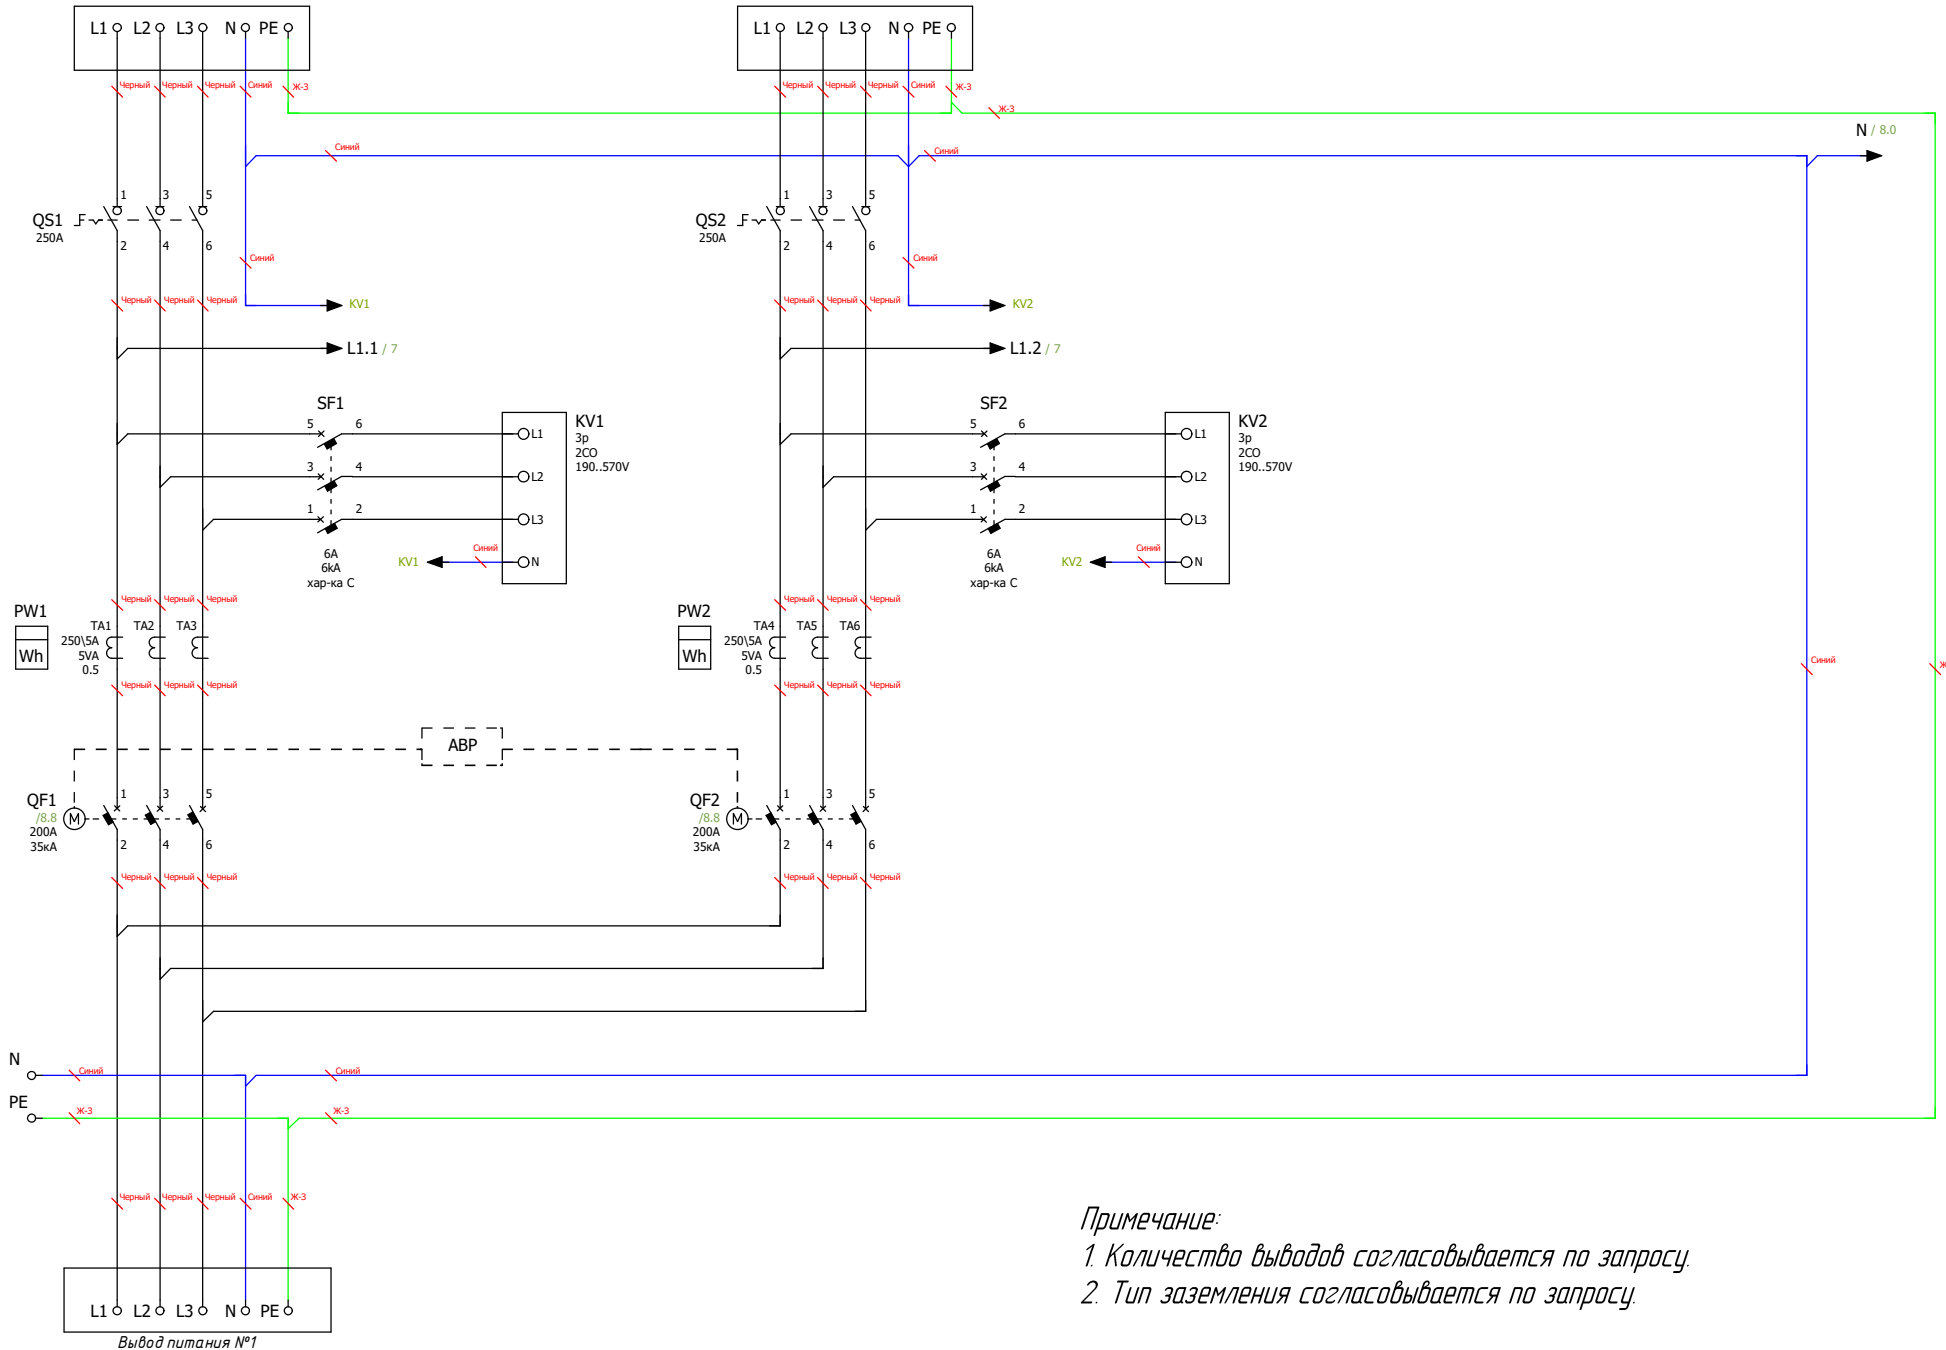 L1 L2 L3 N PE
L1 L2 L3 N PE
Черный Черный Черный Синий Ж-З
Черный Черный Черный Синий Ж-З
Ж-З
N / 8.0
Синий
Синий
1 3 5
1 3 5
QS1
250A
QS2
250A
2 4 6
2 4 6
Синий
Синий
Черный Черный Черный
KV1
Черный Черный Черный
KV2
L1.1 / 7
L1.2 / 7
SF1
SF2
5 6
3 4
1 2
L1
L2
L3
N
KV1
3p
2CO
190..570V
5 6
3 4
1 2
L1
L2
L3
N
KV2
3p
2CO
190..570V
6A
6kA
хар-ка C
KV1
Синий
6A
6kA
хар-ка C
KV2
Синий
Черный Черный Черный
Черный Черный Черный
PW1
Wh
TA1 TA2 TA3
250\5A
5VA
0.5
PW2
Wh
TA4 TA5 TA6
250\5A
5VA
0.5
Синий
Ж
Черный Черный Черный
Черный Черный Черный
АВР
QF1
/8.8
200A
35кА
M
1 3 5
2 4 6
QF2
/8.8
200A
35кА
M
1 3 5
2 4 6
Черный Черный Черный
Черный Черный Черный
N
Синий
Синий
PE
Ж-З
Ж-З
Черный Черный Черный Синий Ж-З
L1 L2 L3 N PE
Вывод питания №1
Примечание:
1. Количество выводов согласовывается по запросу.
2. Тип заземления согласовывается по запросу.